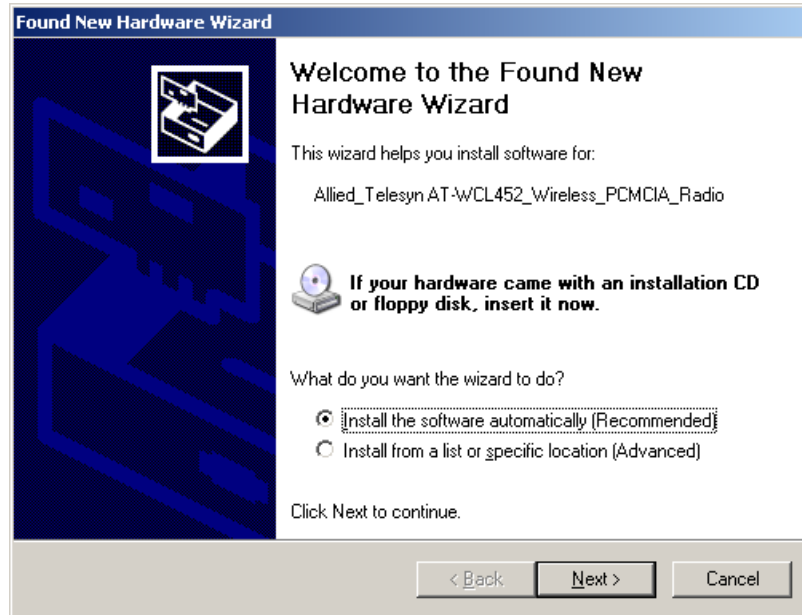 Found New Hardware Wizard
Welcome to the Found New
Hardware Wizard
This wizard helps you install software for:
Allied_Telesyn AT-WCL452_Wireless_PCMCIA_Radio
If your hardware came with an installation CD
or floppy disk, insert it now.
What do you want the wizard to do?
Install the software automatically (Recommended)
Install from a list or specific location (Advanced)
Click Next to continue.
< Back Next > Cancel